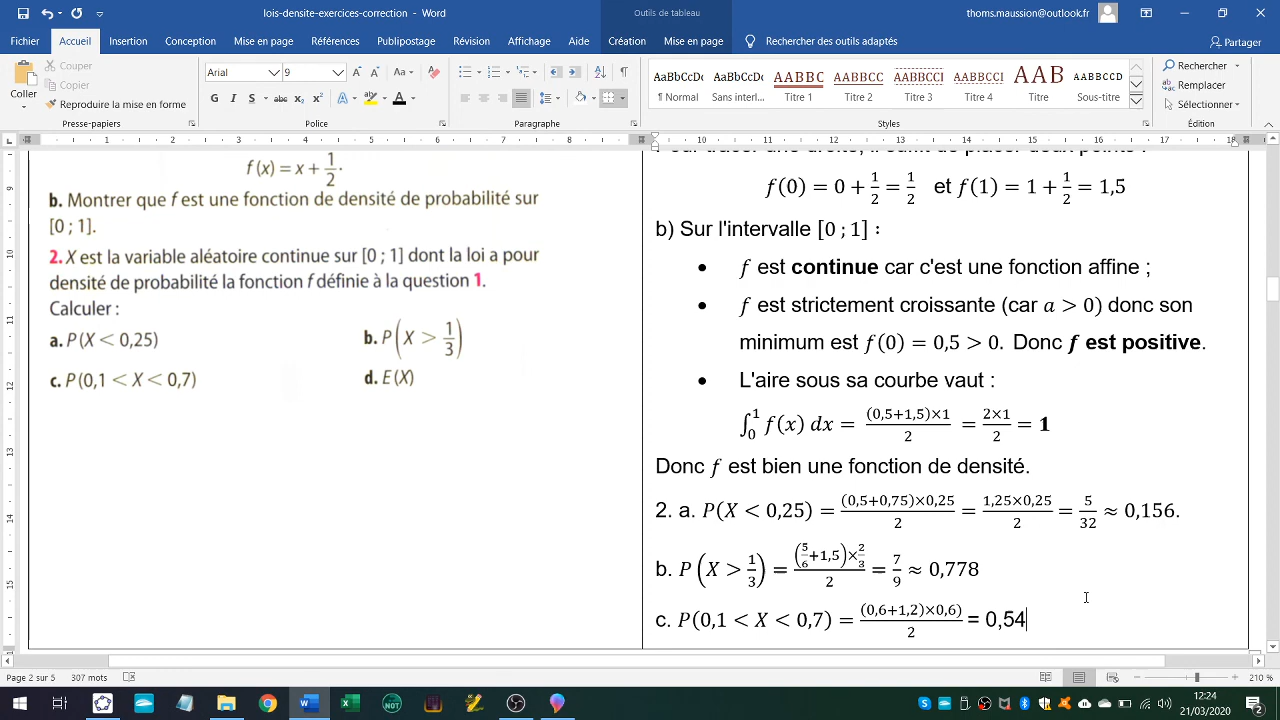 lois-densite-exercices-correction - Word
Outils de tableau
thoms.maussion@outlook.fr
Fichier Accueil Insertion Conception Mise en page Références Publipostage Révision Affichage Aide Création Mise en page Rechercher des outils adaptés Partager
Coller
Couper
Copier
Reproduire la mise en forme
Presse-papiers
Arial 9
G I S abc x₂ x²
Police
Paragraphe
AaBbCcDc AaBbCcDc AABBC AABBCC AABBCCI AABBCCI AAB AABBCCD
¶ Normal Sans interl... Titre 1 Titre 2 Titre 3 Titre 4 Titre Sous-titre
Styles
Rechercher
Remplacer
Sélectionner
Édition
f(x) = x + 1/2.
b. Montrer que f est une fonction de densité de probabilité sur
[0 ; 1].
2. X est la variable aléatoire continue sur [0 ; 1] dont la loi a pour
densité de probabilité la fonction f définie à la question 1.
Calculer :
a. P(X < 0,25) b. P(X > 1/3)
c. P(0,1 < X < 0,7) d. E(X)
f(0) = 0 + 1/2 = 1/2 et f(1) = 1 + 1/2 = 1,5
b) Sur l'intervalle [0 ; 1] :
• f est continue car c'est une fonction affine ;
• f est strictement croissante (car a > 0) donc son
minimum est f(0) = 0,5 > 0. Donc f est positive.
• L'aire sous sa courbe vaut :
∫₀¹ f(x) dx = (0,5+1,5)×1/2 = 2×1/2 = 1
Donc f est bien une fonction de densité.
2. a. P(X < 0,25) = (0,5+0,75)×0,25/2 = 1,25×0,25/2 = 5/32 ≈ 0,156.
b. P(X > 1/3) = (5/6+1,5)×2/3/2 = 7/9 ≈ 0,778
c. P(0,1 < X < 0,7) = (0,6+1,2)×0,6)/2 = 0,54
Page 2 sur 5 307 mots
210 %
12:24
21/03/2020